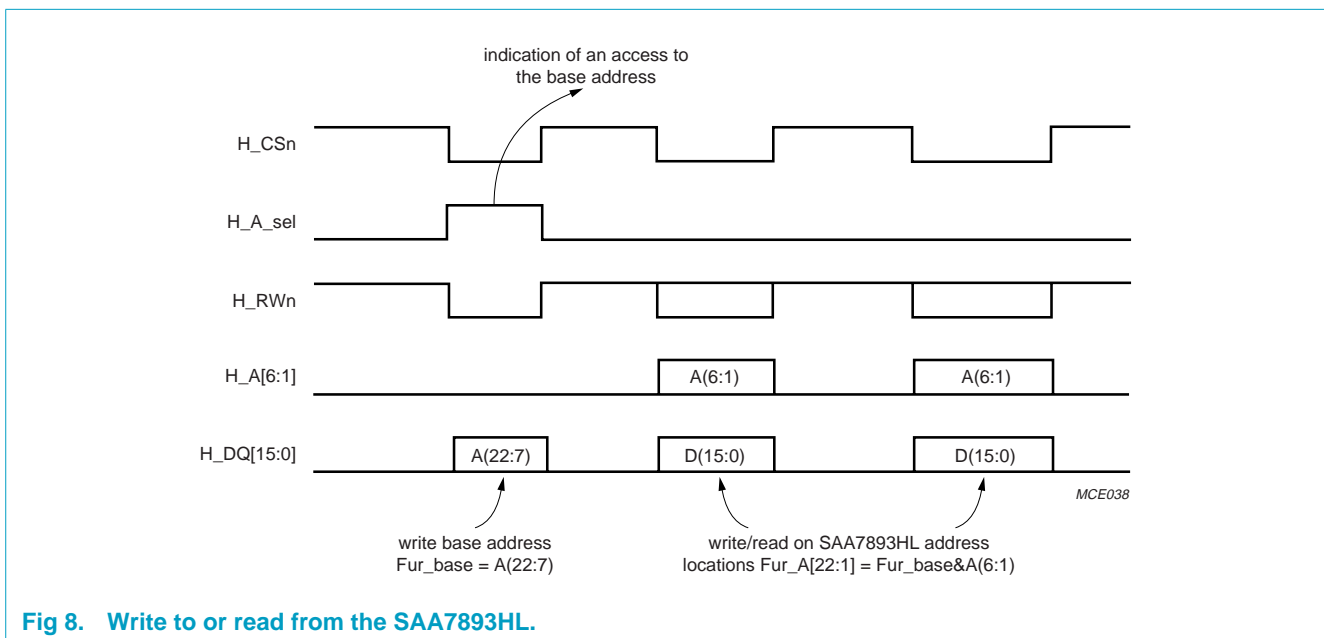 indication of an access to
the base address
H_CSn
H_A_sel
H_RWn
H_A[6:1]
A(6:1)
A(6:1)
H_DQ[15:0]
A(22:7)
D(15:0)
D(15:0)
MCE038
write base address
Fur_base = A(22:7)
write/read on SAA7893HL address
locations Fur_A[22:1] = Fur_base&A(6:1)
Fig 8. Write to or read from the SAA7893HL.